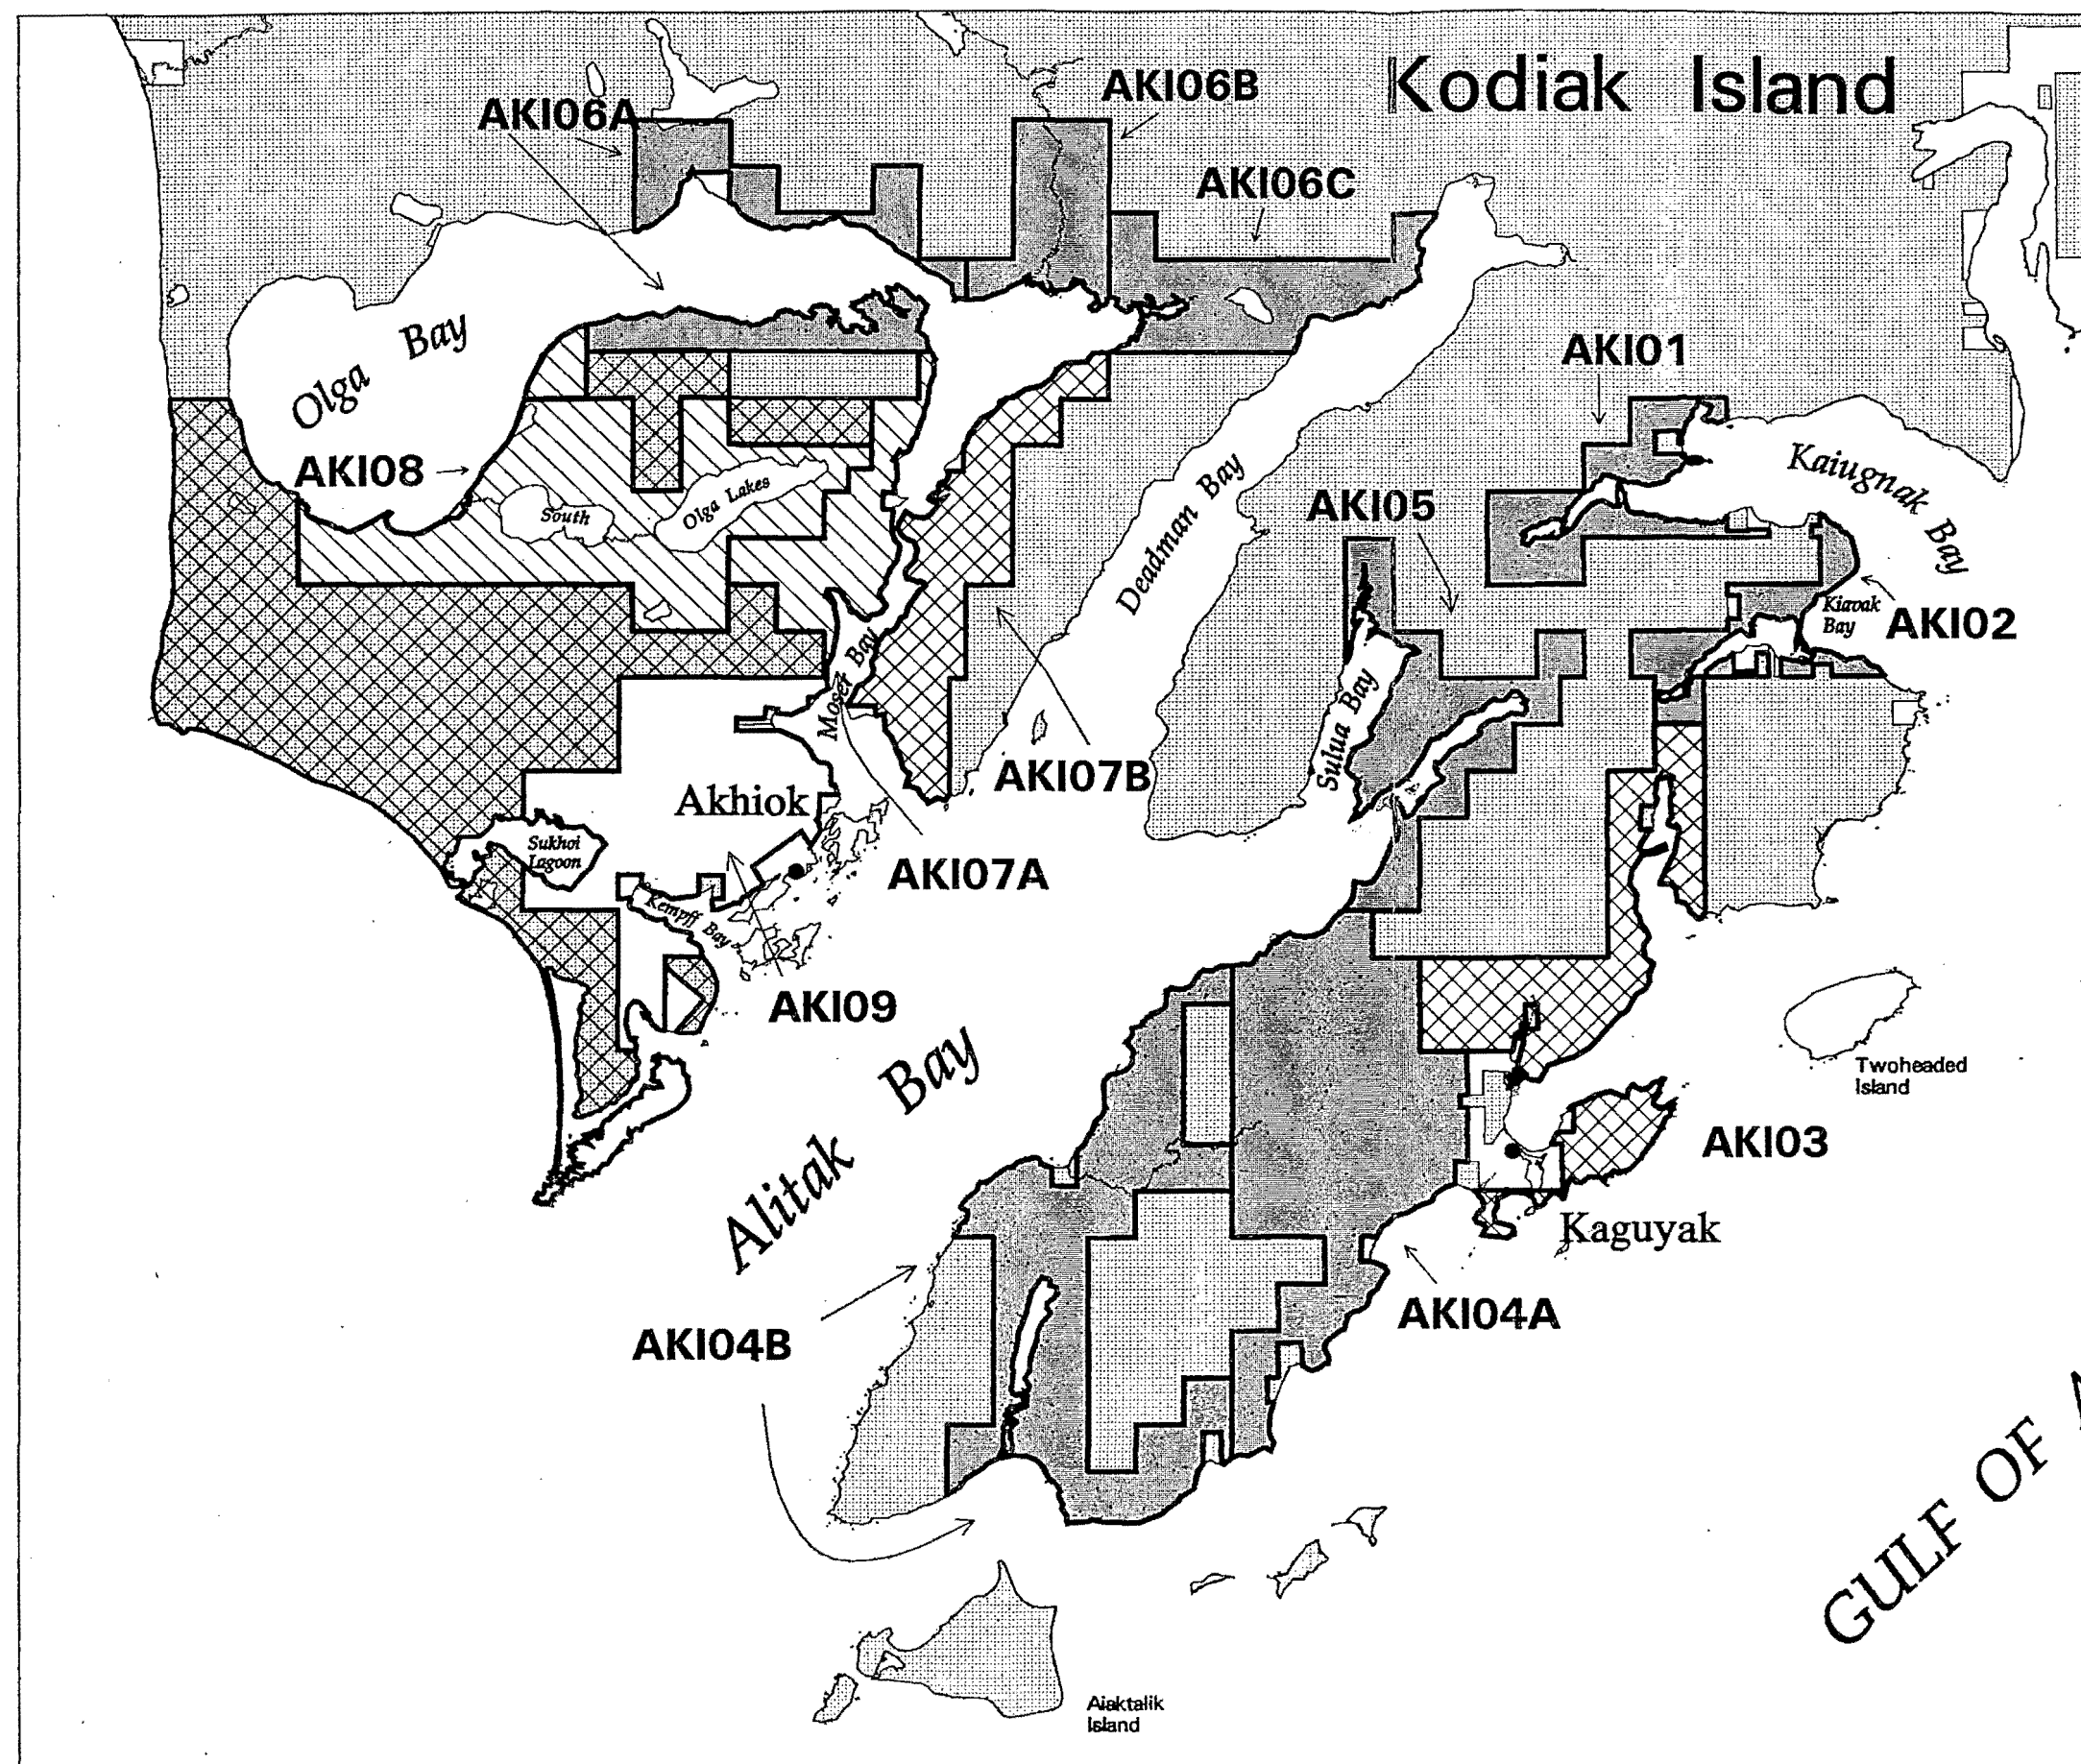 Kodiak Island
AKI06B
AKI06A
AKI06C
AKI01
Olga Bay
AKI08
South
Olga Lakes
Deadman Bay
AKI05
Kaiugnak Bay
Kiavak
Bay
AKI02
Moser Bay
Sulua Bay
AKI07B
Akhiok
Sukhoi
Lagoon
AKI07A
Kempff Bay
AKI09
Alitak Bay
Twoheaded
Island
AKI03
Kaguyak
AKI04A
AKI04B
GULF OF
Aiaktalik
Island